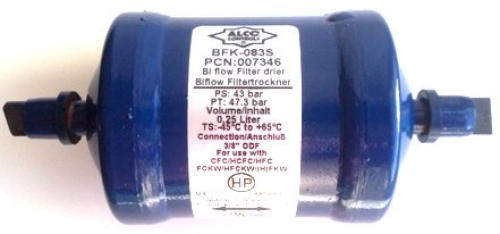 ALCO
CONTROLS
BFK-083S
PCN:007346
Bi flow Filter drier
Biflow Filtertrockner
PS: 43 bar
PT: 47.3 bar
Volume/Inhalt
0,25 Liter
TS:-45°C to +65°C
Connection/Anschluß
3/8" ODF
For use with
CFC/HCFC/HFC
FCKW/HFCKW/(H)FKW
HP